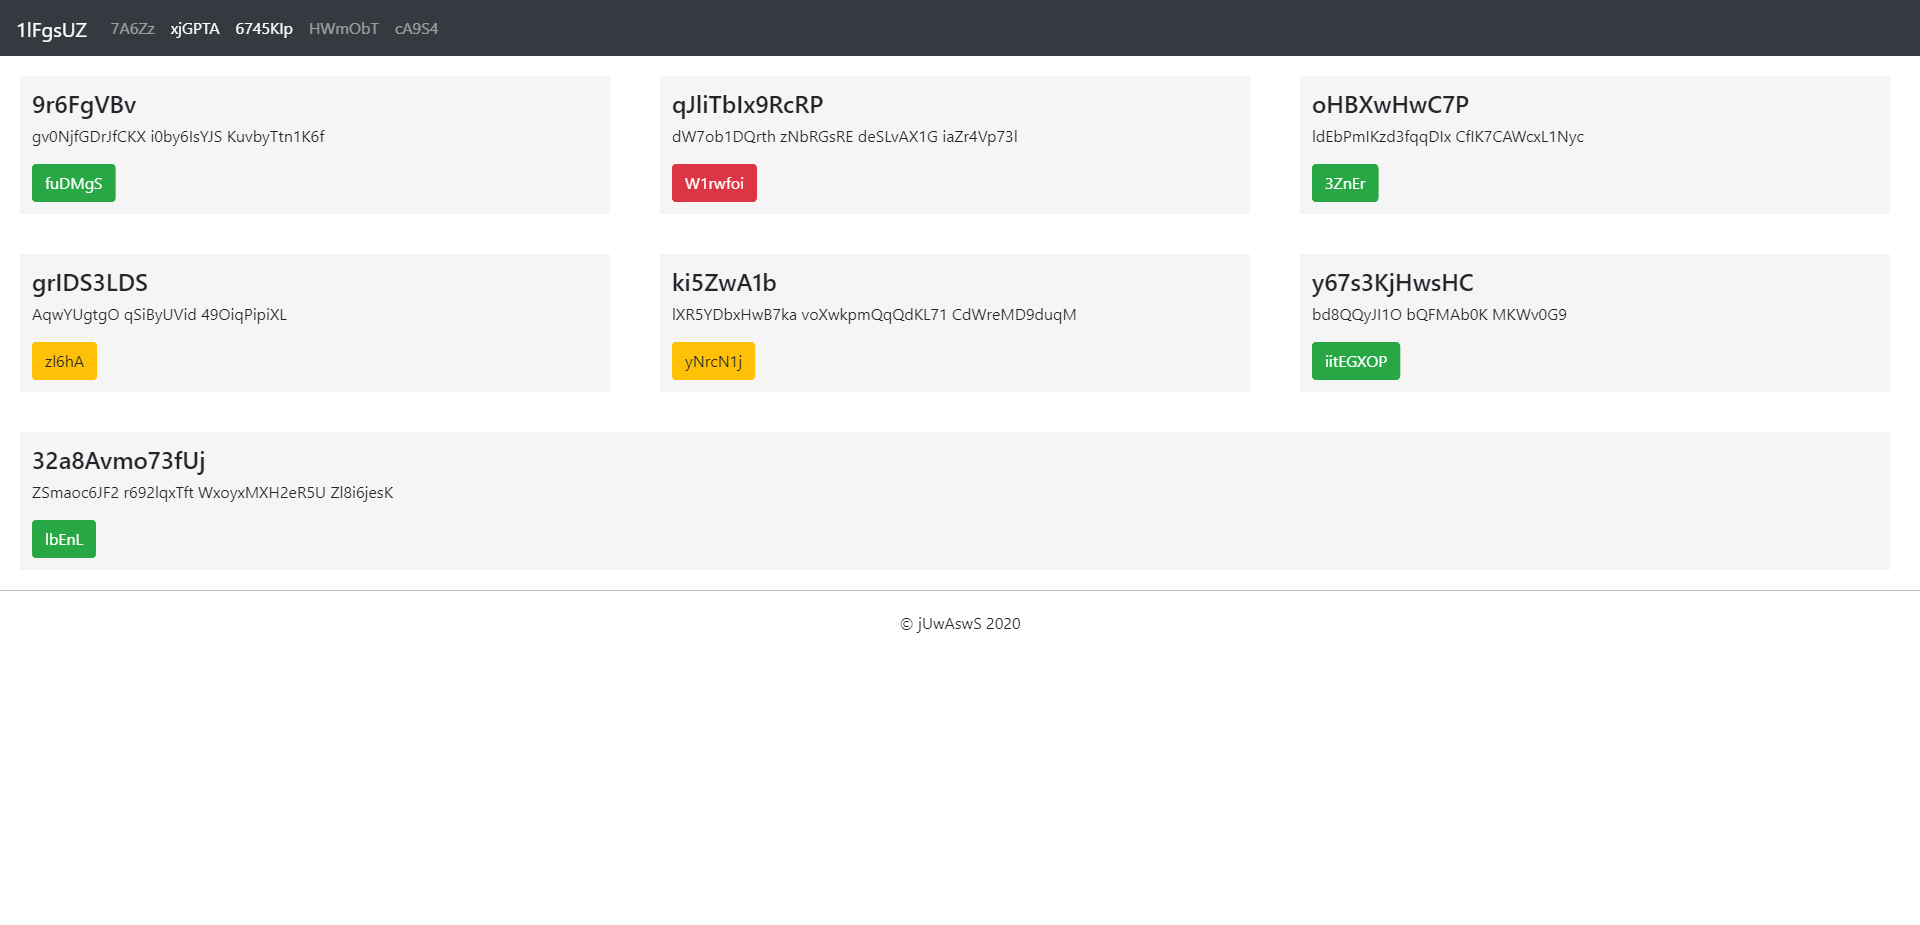 1lFgsUZ 7A6Zz xjGPTA 6745KIp HWmObT cA9S4
9r6FgVBv
gv0NjfGDrJfCKX i0by6IsYJS KuvbyTtn1K6f
fuDMgS
qJliTbIx9RcRP
dW7ob1DQrth zNbRGsRE deSLvAX1G iaZr4Vp73l
W1rwfoi
oHBXwHwC7P
ldEbPmIKzd3fqqDIx CfIK7CAWcxL1Nyc
3ZnEr
grIDS3LDS
AqwYUgtgO qSiByUVid 49OiqPipiXL
zl6hA
ki5ZwA1b
lXR5YDbxHwB7ka voXwkpmQqQdKL71 CdWreMD9duqM
yNrcN1j
y67s3KjHwsHC
bd8QQyJI1O bQFMAb0K MKWv0G9
iitEGXOP
32a8Avmo73fUj
ZSmaoc6JF2 r692lqxTft WxoyxMXH2eR5U Zl8i6jesK
lbEnL
© jUwAswS 2020